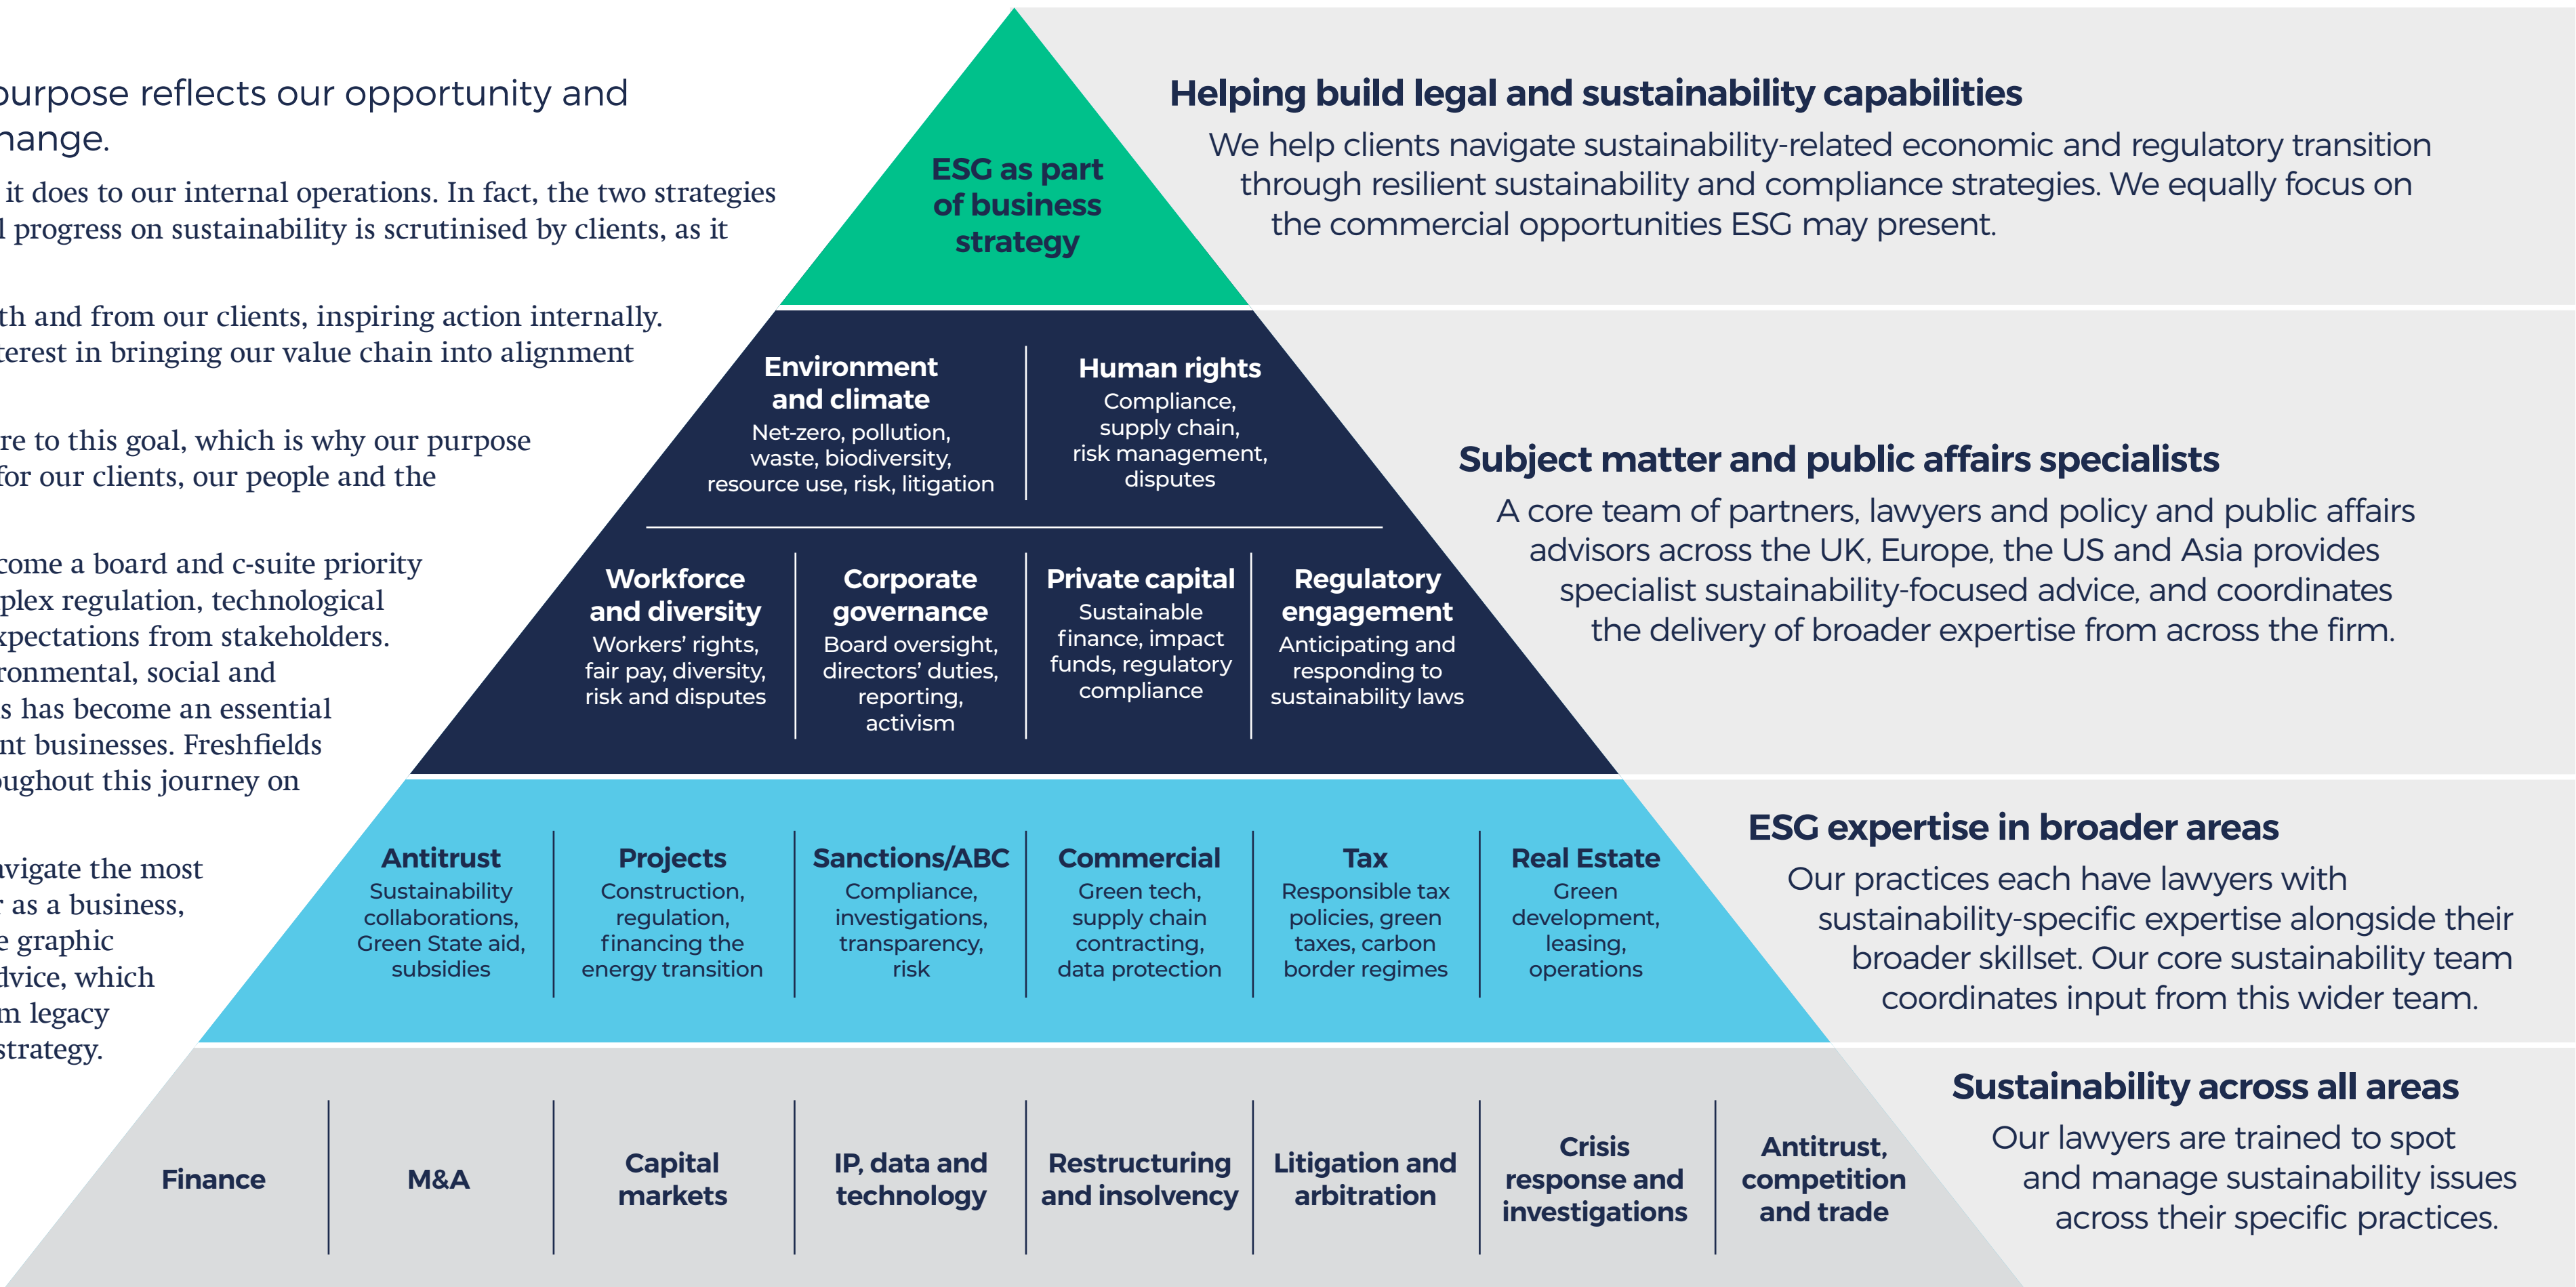 purpose reflects our opportunity and
hange.
it does to our internal operations. In fact, the two strategies
l progress on sustainability is scrutinised by clients, as it
th and from our clients, inspiring action internally.
terest in bringing our value chain into alignment
re to this goal, which is why our purpose
for our clients, our people and the
come a board and c-suite priority
plex regulation, technological
xpectations from stakeholders.
ronmental, social and
s has become an essential
nt businesses. Freshfields
oughout this journey on
avigate the most
r as a business,
e graphic
dvice, which
m legacy
strategy.
ESG as part
of business
strategy
Helping build legal and sustainability capabilities
We help clients navigate sustainability-related economic and regulatory transition
through resilient sustainability and compliance strategies. We equally focus on
the commercial opportunities ESG may present.
Environment
and climate
Net-zero, pollution,
waste, biodiversity,
resource use, risk, litigation
Human rights
Compliance,
supply chain,
risk management,
disputes
Workforce
and diversity
Workers' rights,
fair pay, diversity,
risk and disputes
Corporate
governance
Board oversight,
directors' duties,
reporting,
activism
Private capital
Sustainable
finance, impact
funds, regulatory
compliance
Regulatory
engagement
Anticipating and
responding to
sustainability laws
Subject matter and public affairs specialists
A core team of partners, lawyers and policy and public affairs
advisors across the UK, Europe, the US and Asia provides
specialist sustainability-focused advice, and coordinates
the delivery of broader expertise from across the firm.
Antitrust
Sustainability
collaborations,
Green State aid,
subsidies
Projects
Construction,
regulation,
financing the
energy transition
Sanctions/ABC
Compliance,
investigations,
transparency,
risk
Commercial
Green tech,
supply chain
contracting,
data protection
Tax
Responsible tax
policies, green
taxes, carbon
border regimes
Real Estate
Green
development,
leasing,
operations
ESG expertise in broader areas
Our practices each have lawyers with
sustainability-specific expertise alongside their
broader skillset. Our core sustainability team
coordinates input from this wider team.
Finance
M&A
Capital
markets
IP, data and
technology
Restructuring
and insolvency
Litigation and
arbitration
Crisis
response and
investigations
Antitrust,
competition
and trade
Sustainability across all areas
Our lawyers are trained to spot
and manage sustainability issues
across their specific practices.